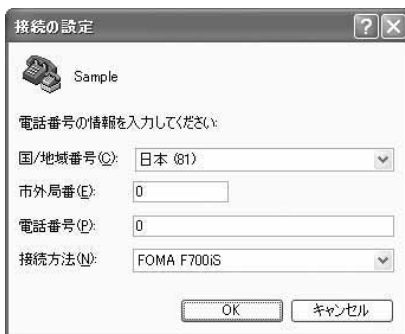 接続の設定
Sample
電話番号の情報を入力してください:
国/地域番号(C): 日本 (81)
市外局番(E): 0
電話番号(P): 0
接続方法(N): FOMA F700iS
OK キャンセル